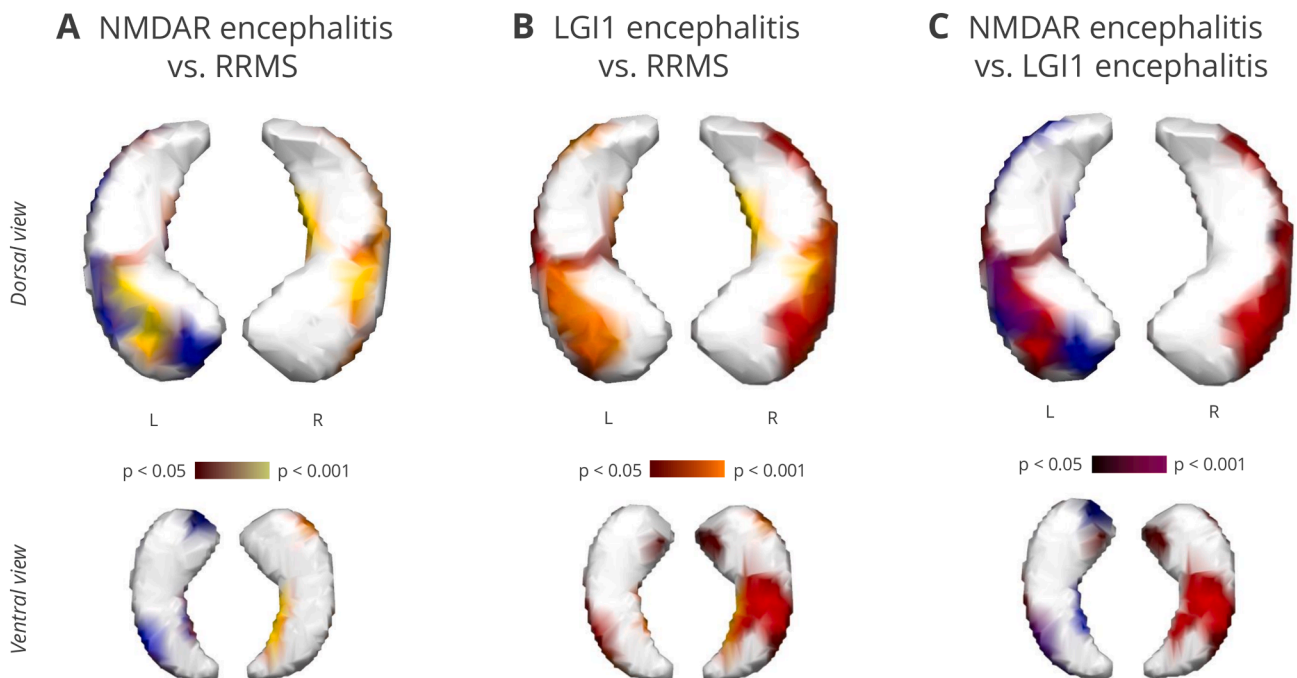 A NMDAR encephalitis
vs. RRMS
B LGI1 encephalitis
vs. RRMS
C NMDAR encephalitis
vs. LGI1 encephalitis
Dorsal view
L R
L R
L R
p < 0.05 p < 0.001
p < 0.05 p < 0.001
p < 0.05 p < 0.001
Ventral view